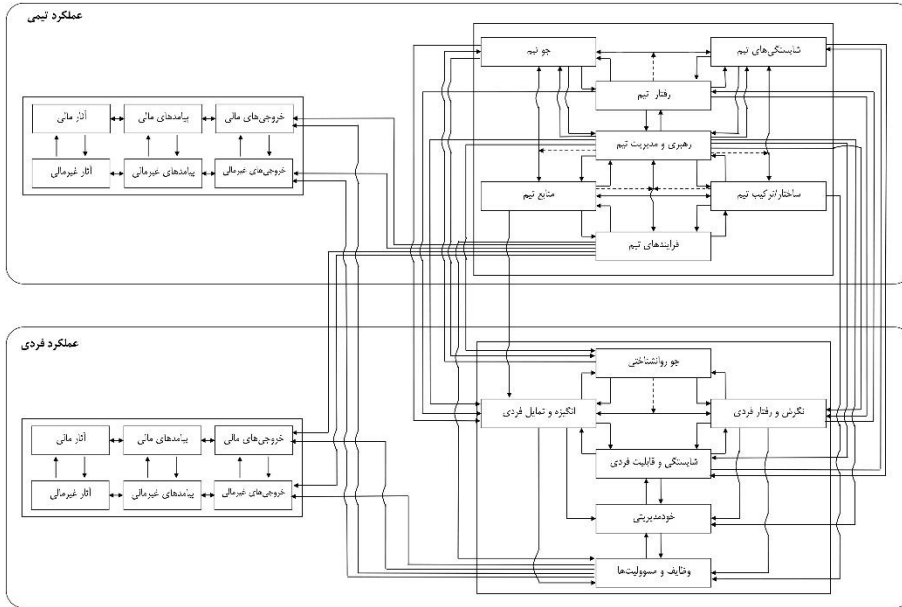 عملکرد تیمی
شایستگی‌های تیم
جو تیم
رفتار تیم
خروجی‌های مالی
پیامدهای مالی
آثار مالی
رهبری و مدیریت تیم
خروجی‌های غیرمالی
پیامدهای غیرمالی
آثار غیرمالی
ساختار/ترکیب تیم
منابع تیم
فرایندهای تیم
عملکرد فردی
جو روانشناختی
نگرش و رفتار فردی
انگیزه و تمایل فردی
خروجی‌های مالی
پیامدهای مالی
آثار مالی
شایستگی و قابلیت فردی
خروجی‌های غیرمالی
پیامدهای غیرمالی
آثار غیرمالی
خودمدیریتی
وظایف و مسوولیت‌ها